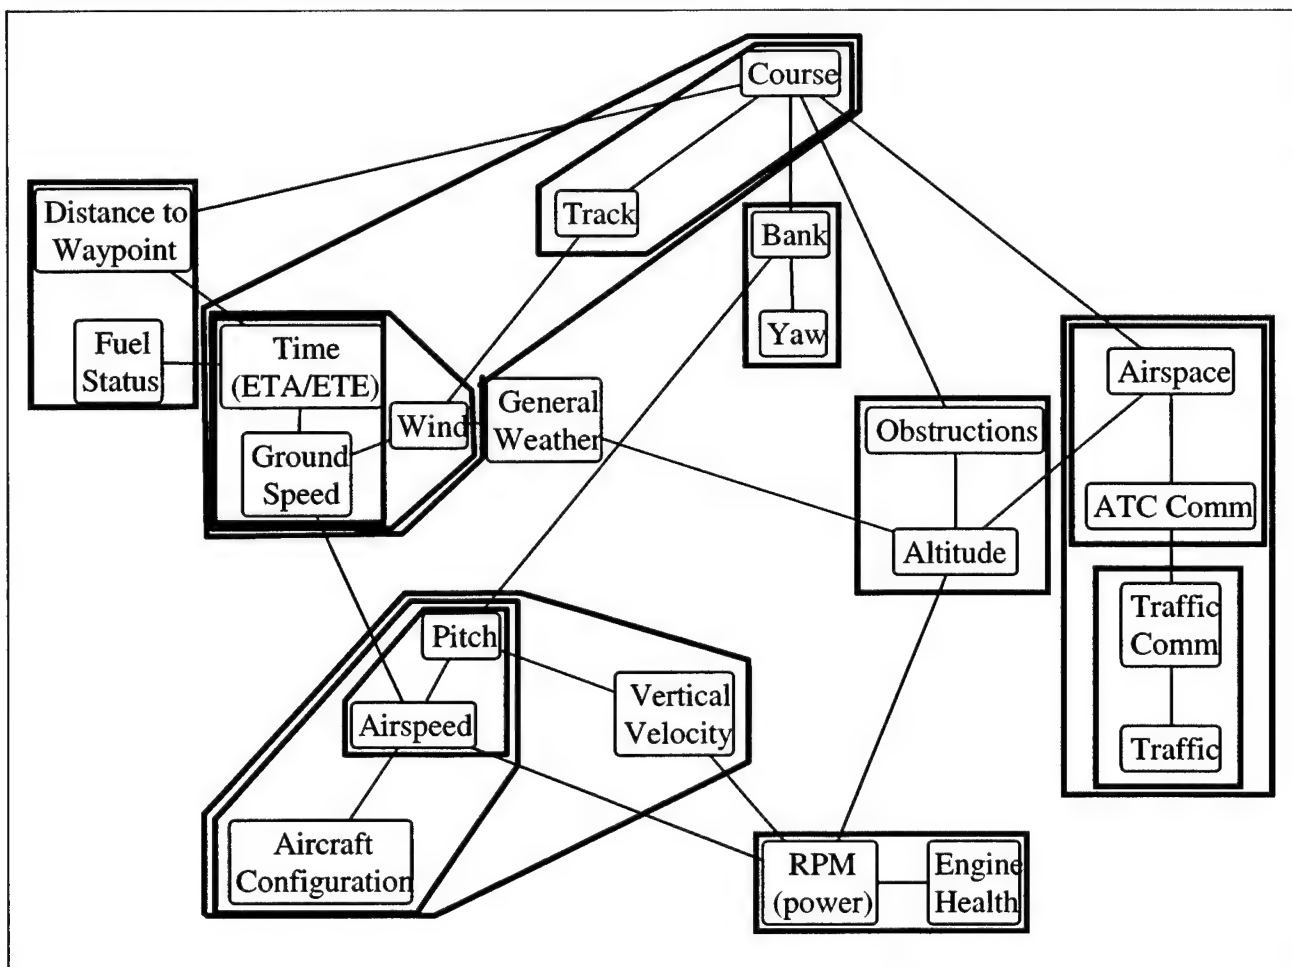 Course
Distance to
Waypoint
Track
Bank
Yaw
Fuel
Status
Time
(ETA/ETE)
Wind
General
Weather
Ground
Speed
Airspace
Obstructions
ATC Comm
Altitude
Traffic
Comm
Pitch
Vertical
Velocity
Airspeed
Traffic
Aircraft
Configuration
RPM
(power)
Engine
Health